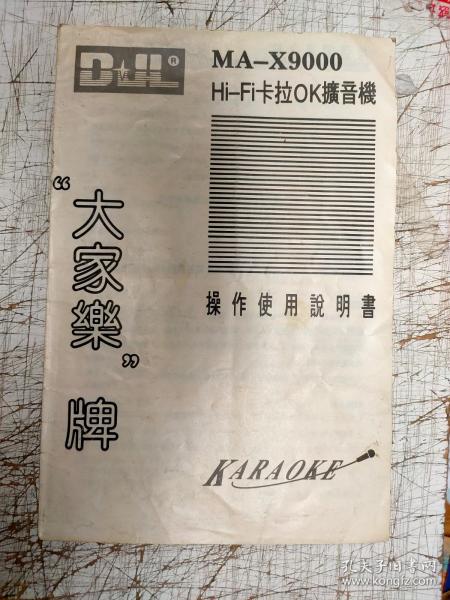 MA-X9000
Hi-Fi卡拉OK擴音機
"大家樂"牌
操作使用說明書
KARAOKE
孔夫子旧书网
www.kongfz.com